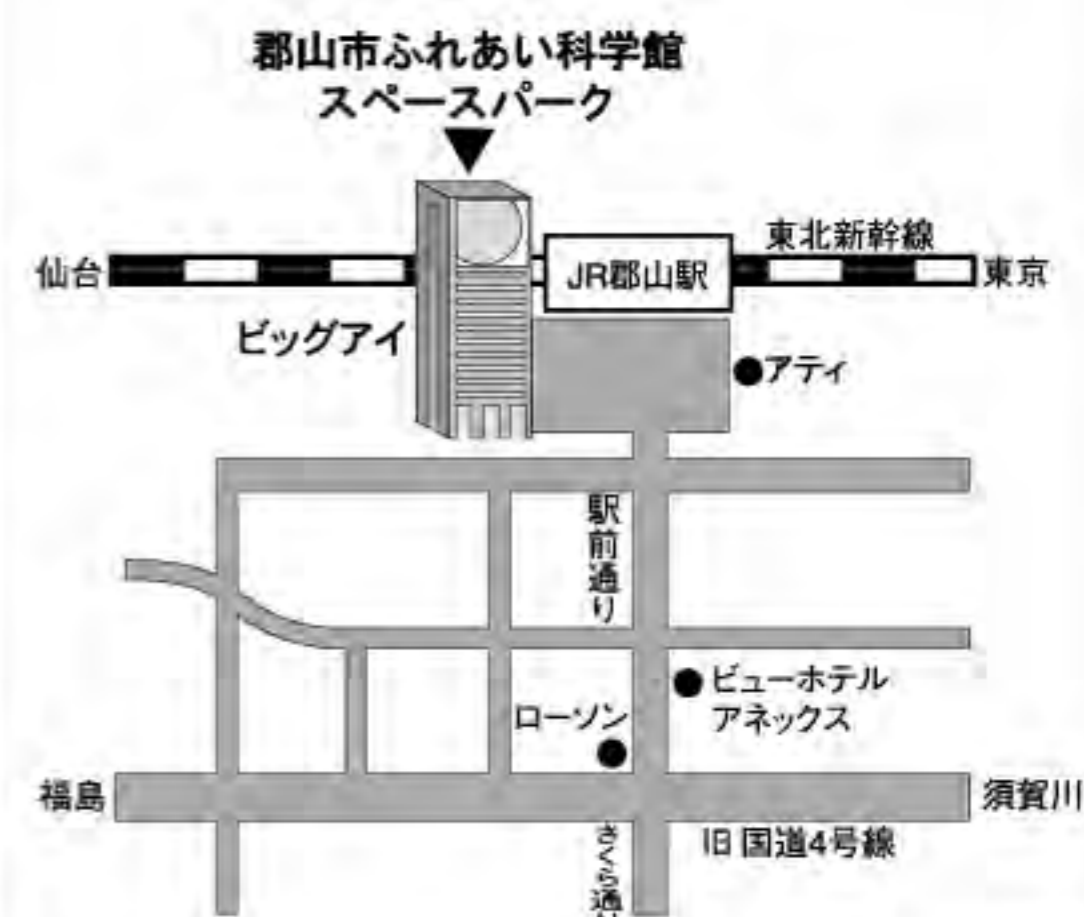 郡山市ふれあい科学館
スペースパーク
東北新幹線
仙台
JR郡山駅
東京
ビッグアイ
アティ
駅前通り
ビューホテル
アネックス
ローソン
福島
須賀川
旧国道4号線
さくら通り